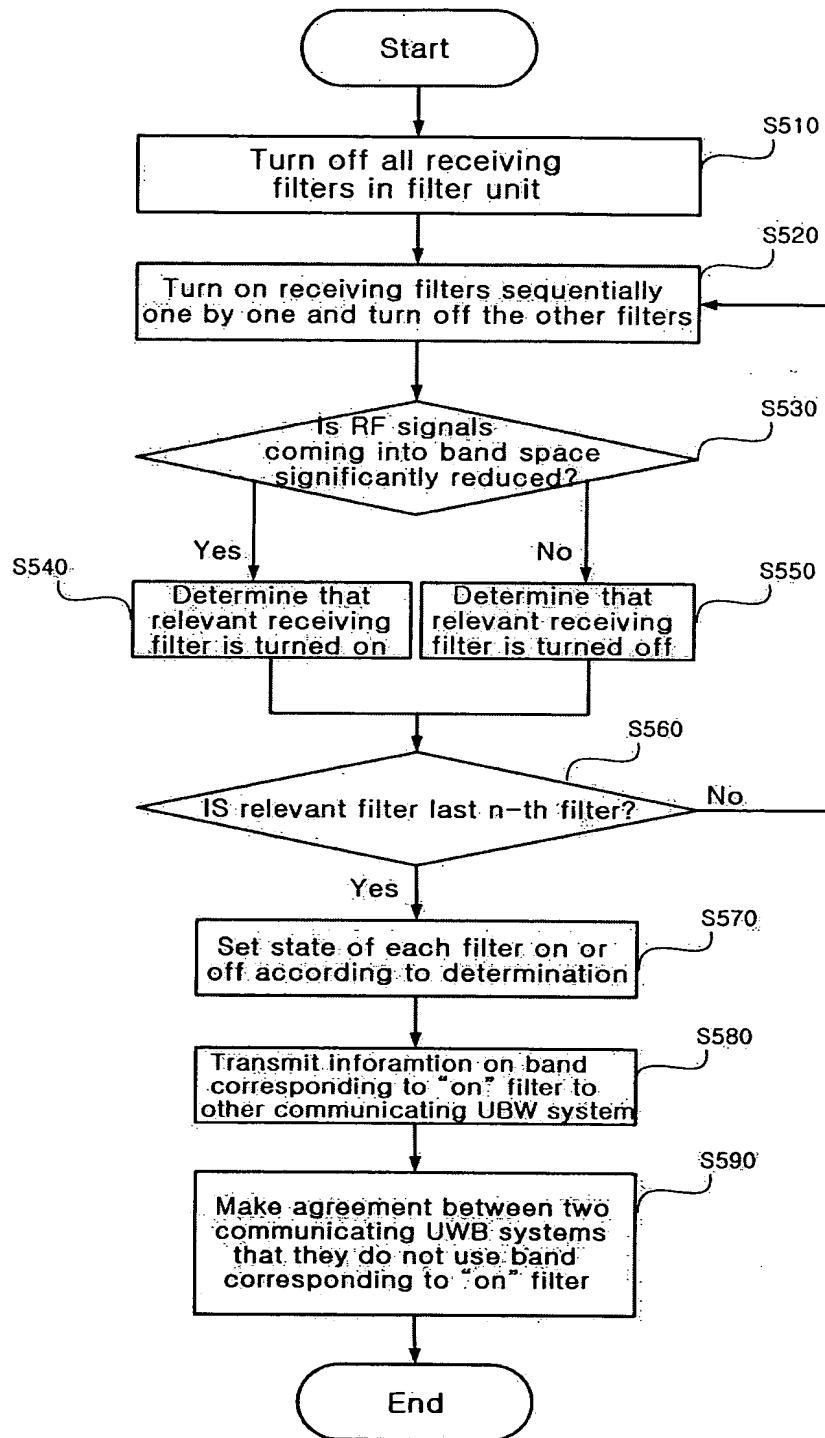 Start
S510
Turn off all receiving
filters in filter unit
S520
Turn on receiving filters sequentially
one by one and turn off the other filters
S530
Is RF signals
coming into band space
significantly reduced?
Yes
No
S540
Determine that
relevant receiving
filter is turned on
S550
Determine that
relevant receiving
filter is turned off
S560
IS relevant filter last n-th filter?
No
Yes
S570
Set state of each filter on or
off according to determination
S580
Transmit inforamtion on band
corresponding to "on" filter to
other communicating UBW system
S590
Make agreement between two
communicating UWB systems
that they do not use band
corresponding to "on" filter
End